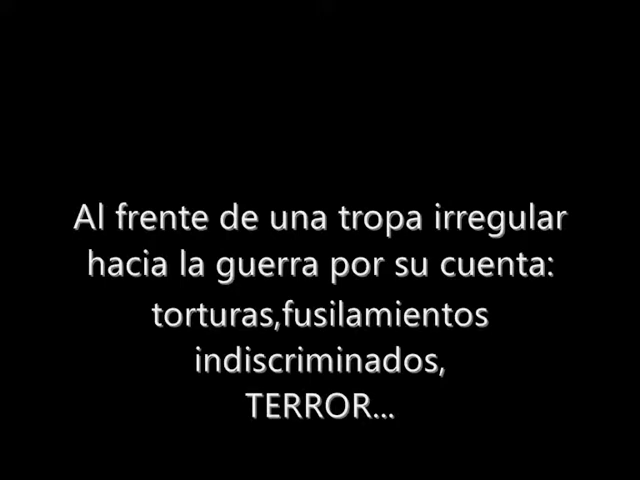 Al frente de una tropa irregular
hacia la guerra por su cuenta:
torturas,fusilamientos
indiscriminados,
TERROR...